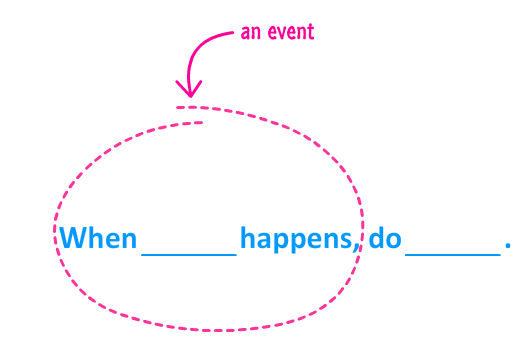 an event
When ______ happens, do ______ .